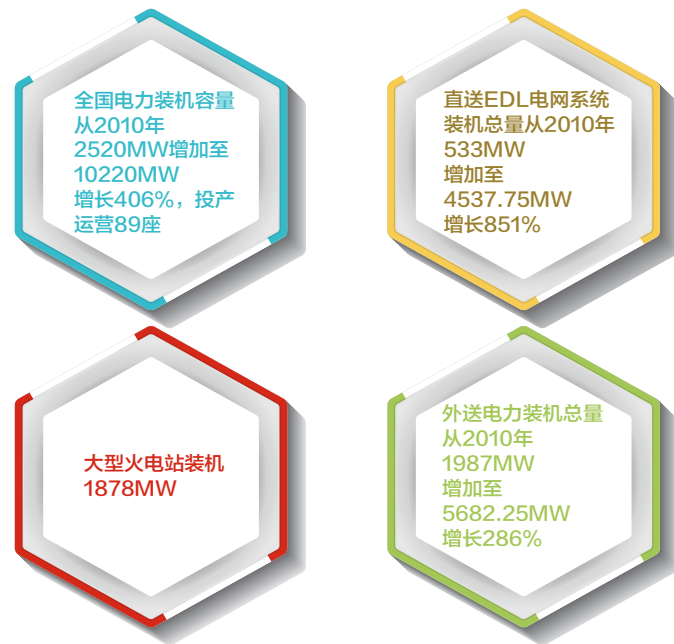 全国电力装机容量
从2010年
2520MW增加至
10220MW
增长406%，投产
运营89座
直送EDL电网系统
装机总量从2010年
533MW
增加至
4537.75MW
增长851%
大型火电站装机
1878MW
外送电力装机总量
从2010年
1987MW
增加至
5682.25MW
增长286%